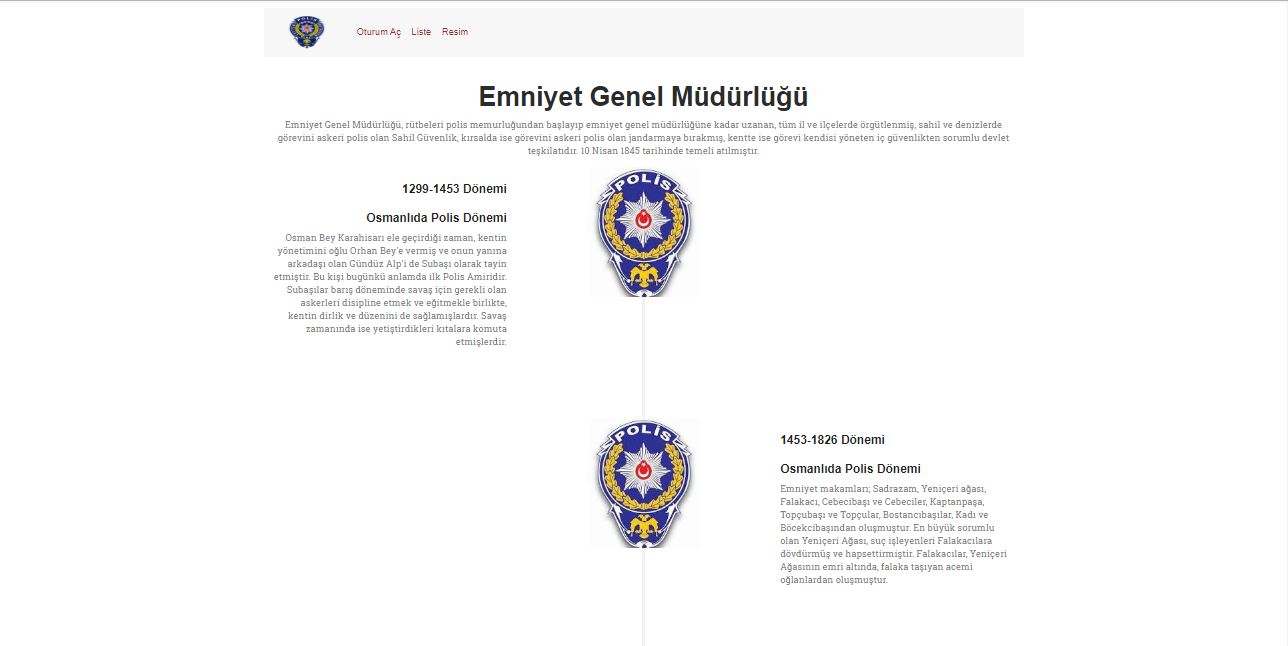 POLİS
Oturum Aç Liste Resim
Emniyet Genel Müdürlüğü
Emniyet Genel Müdürlüğü, rütbeleri polis memurluğundan başlayıp emniyet genel müdürlüğüne kadar uzanan, tüm il ve ilçelerde örgütlenmiş, sahil ve denizlerde
görevini askeri polis olan Sahil Güvenlik, kırsalda ise görevini askeri polis olan jandarmaya bırakmış, kentte ise görevi kendisi yöneten iç güvenlikten sorumlu devlet
teşkilatıdır. 10 Nisan 1845 tarihinde temeli atılmıştır.
1299-1453 Dönemi
Osmanlıda Polis Dönemi
Osman Bey Karahisarı ele geçirdiği zaman, kentin
yönetimini oğlu Orhan Bey'e vermiş ve onun yanına
arkadaşı olan Gündüz Alp'i de Subaşı olarak tayin
etmiştir. Bu kişi bugünkü anlamda ilk Polis Amiridir.
Subaşılar barış döneminde savaş için gerekli olan
askerleri disipline etmek ve eğitmekle birlikte,
kentin dirlik ve düzenini de sağlamışlardır. Savaş
zamanında ise yetiştirdikleri kıtalara komuta
etmişlerdir.
POLİS
POLİS
1453-1826 Dönemi
Osmanlıda Polis Dönemi
Emniyet makamları; Sadrazam, Yeniçeri ağası,
Falakacı, Cebecibaşı ve Cebeciler, Kaptanpaşa,
Topçubaşı ve Topçular, Bostancıbaşılar, Kadı ve
Böcekcibaşından oluşmuştur. En büyük sorumlu
olan Yeniçeri Ağası, suç işleyenleri Falakacılara
dövdürmüş ve hapsettirmiştir. Falakacılar, Yeniçeri
Ağasının emri altında, falaka taşıyan acemi
oğlanlardan oluşmuştur.